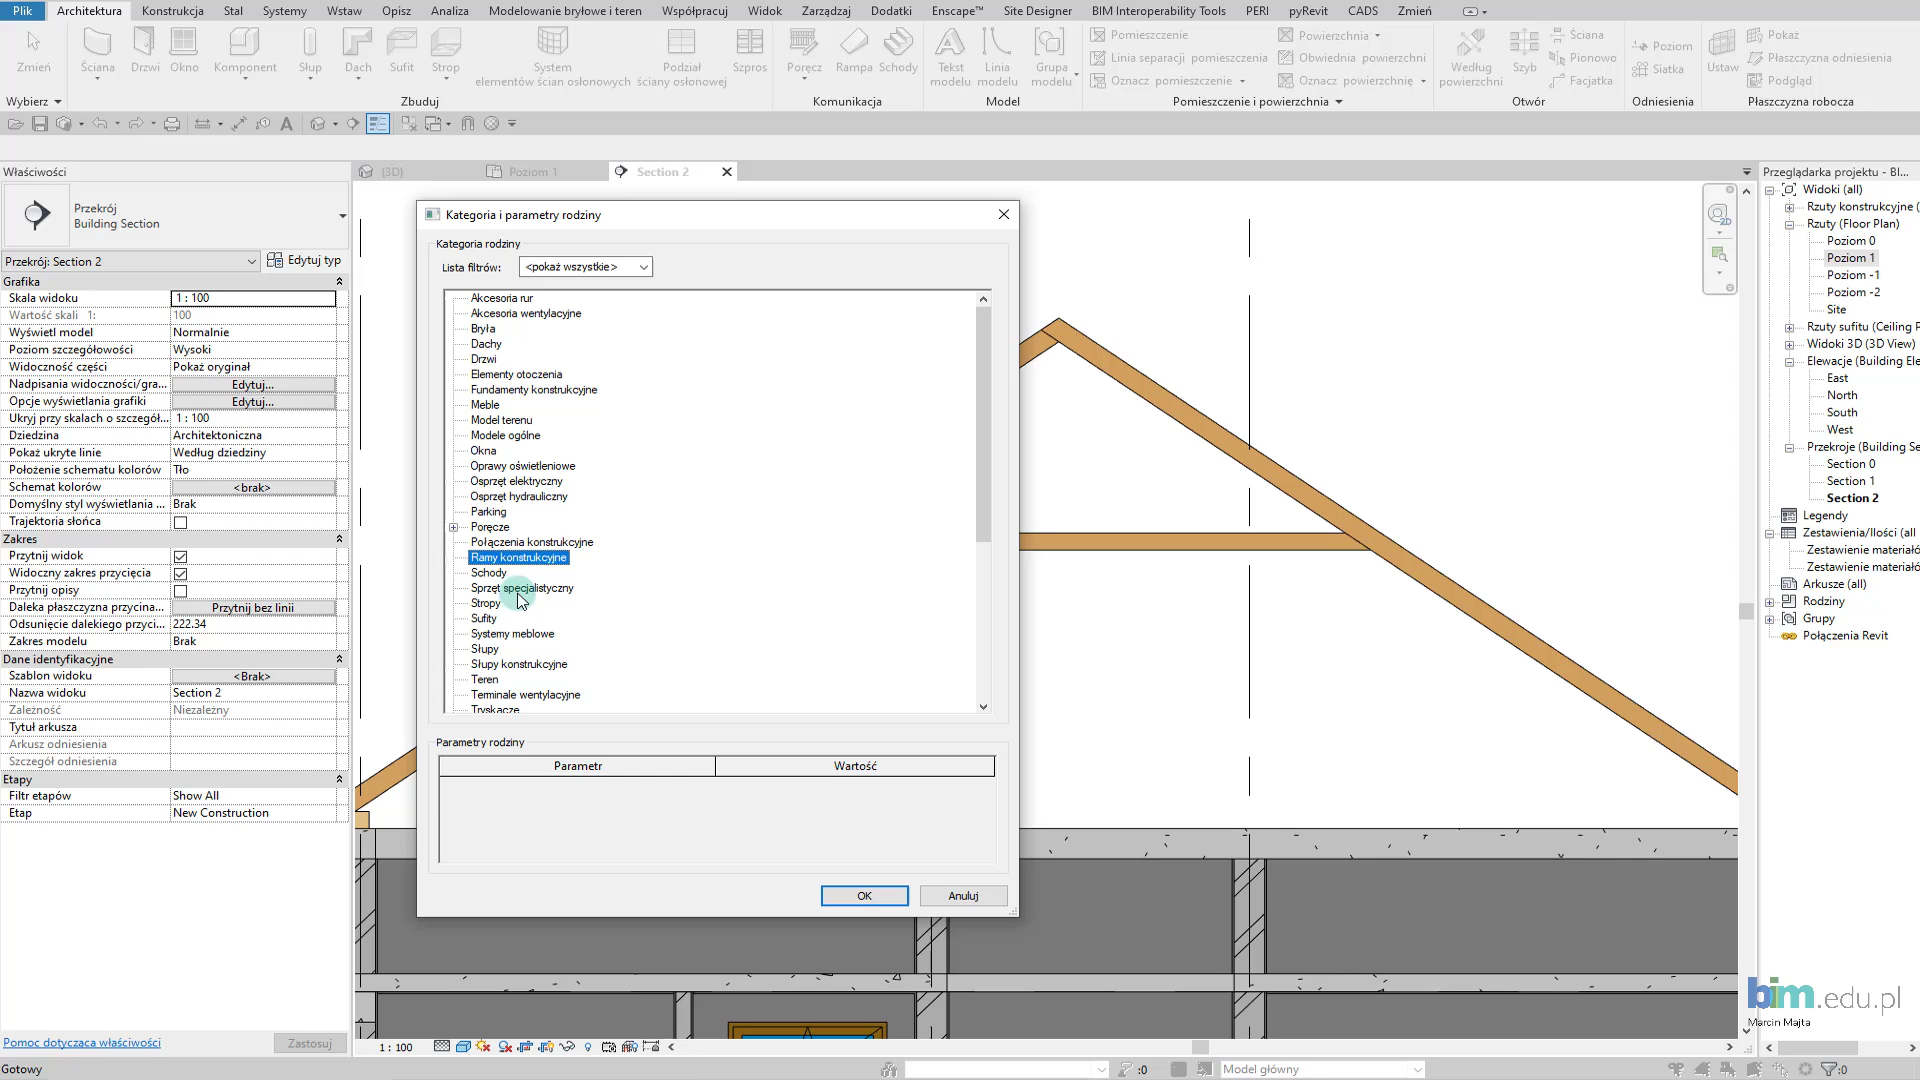 Plik Architektura Konstrukcja Stal Systemy Wstaw Opisz Analiza Modelowanie bryłowe i teren Współpracuj Widok Zarządzaj Dodatki Enscape™ Site Designer BIM Interoperability Tools PERI pyRevit CADS Zmień
Zmień Ściana Drzwi Okno Komponent Słup Dach Sufit Strop System elementów ścian osłonowych Podział ściany osłonowej Szpros Poręcz Rampa Schody Tekst modelu Linia modelu Grupa modelu
Pomieszczenie
Linia separacji pomieszczenia
Oznacz pomieszczenie
Powierzchnia
Obwiednia powierzchni
Oznacz powierzchnię
Według powierzchni Szyb
Ściana
Pionowo
Facjatka
Poziom
Siatka
Ustaw
Pokaż
Płaszczyzna odniesienia
Podgląd
Wybierz Zbuduj Komunikacja Model Pomieszczenie i powierzchnia Otwór Odniesienia Płaszczyzna robocza
Właściwości
Przekrój
Building Section
Przekrój: Section 2 Edytuj typ
Grafika
Skala widoku 1 : 100
Wartość skali 1: 100
Wyświetl model Normalnie
Poziom szczegółowości Wysoki
Widoczność części Pokaż oryginał
Nadpisania widoczności/gra... Edytuj...
Opcje wyświetlania grafiki Edytuj...
Ukryj przy skalach o szczegół... 1 : 100
Dziedzina Architektoniczna
Pokaż ukryte linie Według dziedziny
Położenie schematu kolorów Tło
Schemat kolorów <brak>
Domyślny styl wyświetlania ... Brak
Trajektoria słońca
Zakres
Przytnij widok
Widoczny zakres przycięcia
Przytnij opisy
Daleka płaszczyzna przycina... Przytnij bez linii
Odsunięcie dalekiego przyci... 222.34
Zakres modelu Brak
Dane identyfikacyjne
Szablon widoku <Brak>
Nazwa widoku Section 2
Zależność Niezależny
Tytuł arkusza
Arkusz odniesienia
Szczegół odniesienia
Etapy
Filtr etapów Show All
Etap New Construction
Pomoc dotycząca właściwości Zastosuj
{3D} Poziom 1 Section 2
Kategoria i parametry rodziny
Kategoria rodziny
Lista filtrów: <pokaż wszystkie>
Akcesoria rur
Akcesoria wentylacyjne
Bryła
Dachy
Drzwi
Elementy otoczenia
Fundamenty konstrukcyjne
Meble
Model terenu
Modele ogólne
Okna
Oprawy oświetleniowe
Osprzęt elektryczny
Osprzęt hydrauliczny
Parking
Poręcze
Połączenia konstrukcyjne
Ramy konstrukcyjne
Schody
Sprzęt specjalistyczny
Stropy
Sufity
Systemy meblowe
Słupy
Słupy konstrukcyjne
Teren
Terminale wentylacyjne
Tryskacze
Parametry rodziny
Parametr Wartość
OK Anuluj
Przeglądarka projektu - BI...
Widoki (all)
Rzuty konstrukcyjne (
Rzuty (Floor Plan)
Poziom 0
Poziom 1
Poziom -1
Poziom -2
Site
Rzuty sufitu (Ceiling P
Widoki 3D (3D View)
Elewacje (Building Ele
East
North
South
West
Przekroje (Building Se
Section 0
Section 1
Section 2
Legendy
Zestawienia/Ilości (all
Zestawienie materiałó
Zestawienie materiałó
Arkusze (all)
Rodziny
Grupy
Połączenia Revit
bim.edu.pl
Marcin Majta
1 : 100
Gotowy :0 Model główny :0